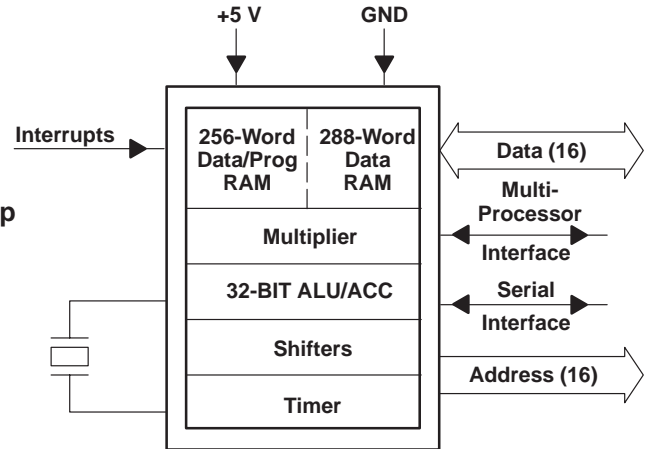 +5 V
GND
Interrupts
256-Word
Data/Prog
RAM
288-Word
Data
RAM
Data (16)
Multi-
Processor
Interface
p
Multiplier
32-BIT ALU/ACC
Serial
Interface
Shifters
Address (16)
Timer